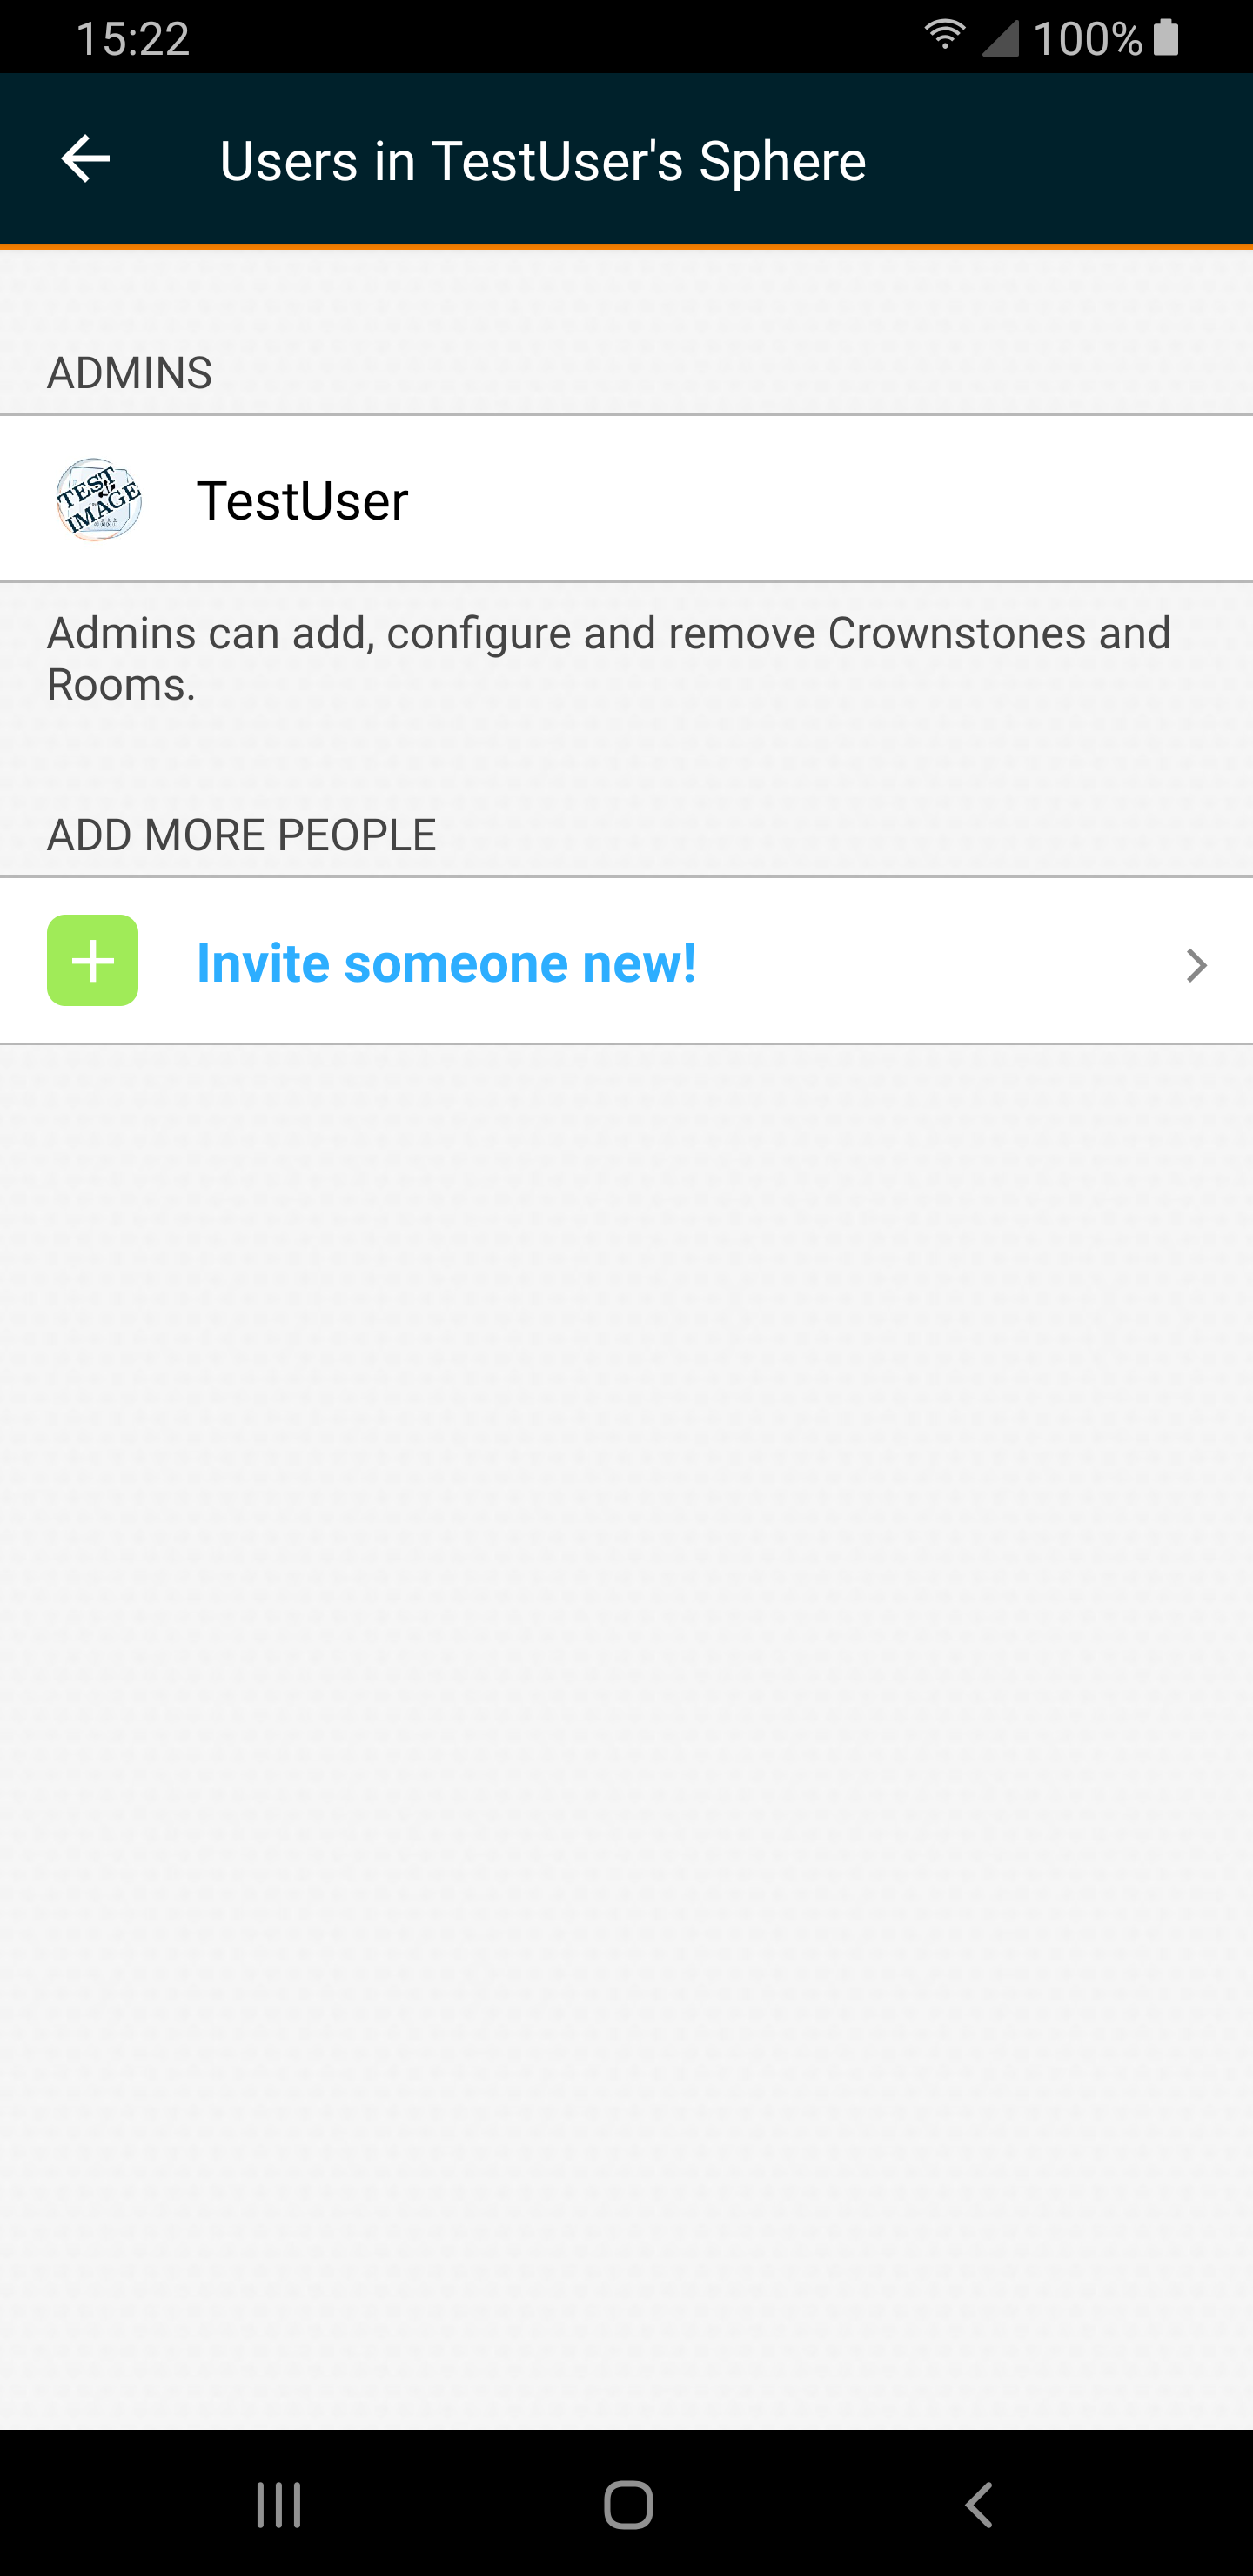 15:22
100%
Users in TestUser's Sphere
ADMINS
TEST
IMAGE
TestUser
Admins can add, configure and remove Crownstones and
Rooms.
ADD MORE PEOPLE
Invite someone new!